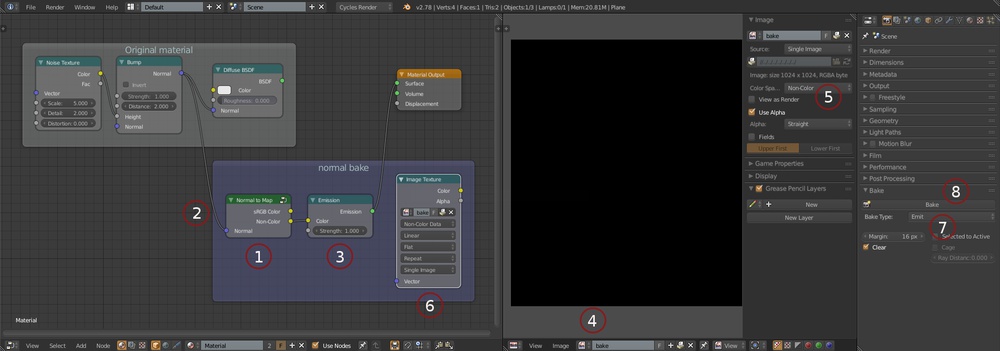 File Render Window Help Default Scene Cycles Render v2.78 | Verts:4 | Faces:1 | Tris:2 | Objects:1/3 | Lamps:0/1 | Mem:20.81M | Plane
Original material
Noise Texture
Color
Fac
Vector
Scale: 5.000
Detail: 2.000
Distortion: 0.000
Bump
Normal
Invert
Strength: 1.000
Distance: 2.000
Height
Normal
Diffuse BSDF
BSDF
Color
Roughness: 0.000
Normal
Material Output
Surface
Volume
Displacement
normal bake
2
Normal to Map
sRGB Color
Non-Color
Normal
1
Emission
Emission
Color
Strength: 1.000
3
Image Texture
Color
Alpha
bake
Non-Color Data
Linear
Flat
Repeat
Single Image
Vector
6
Material
View Select Add Node Material 2 F Use Nodes
4
View Image bake F View
Image
bake F
Source: Single Image
Image: size 1024 x 1024, RGBA byte
Color Spa... Non-Color
5
View as Render
Use Alpha
Alpha: Straight
Fields
Upper First Lower First
Game Properties
Display
Grease Pencil Layers
New
New Layer
Scene
Render
Dimensions
Metadata
Output
Freestyle
Sampling
Geometry
Light Paths
Motion Blur
Film
Performance
Post Processing
Bake
8
Bake
Bake Type: Emit
7
Margin: 16 px
Selected to Active
Clear
Cage
Ray Distan: 0.000